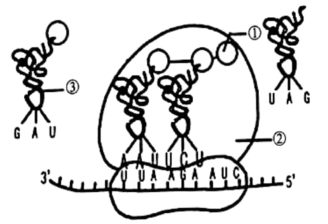 ①
③
U A G
G A U
②
A A U U C U
3' U U A A G A A U C 5'